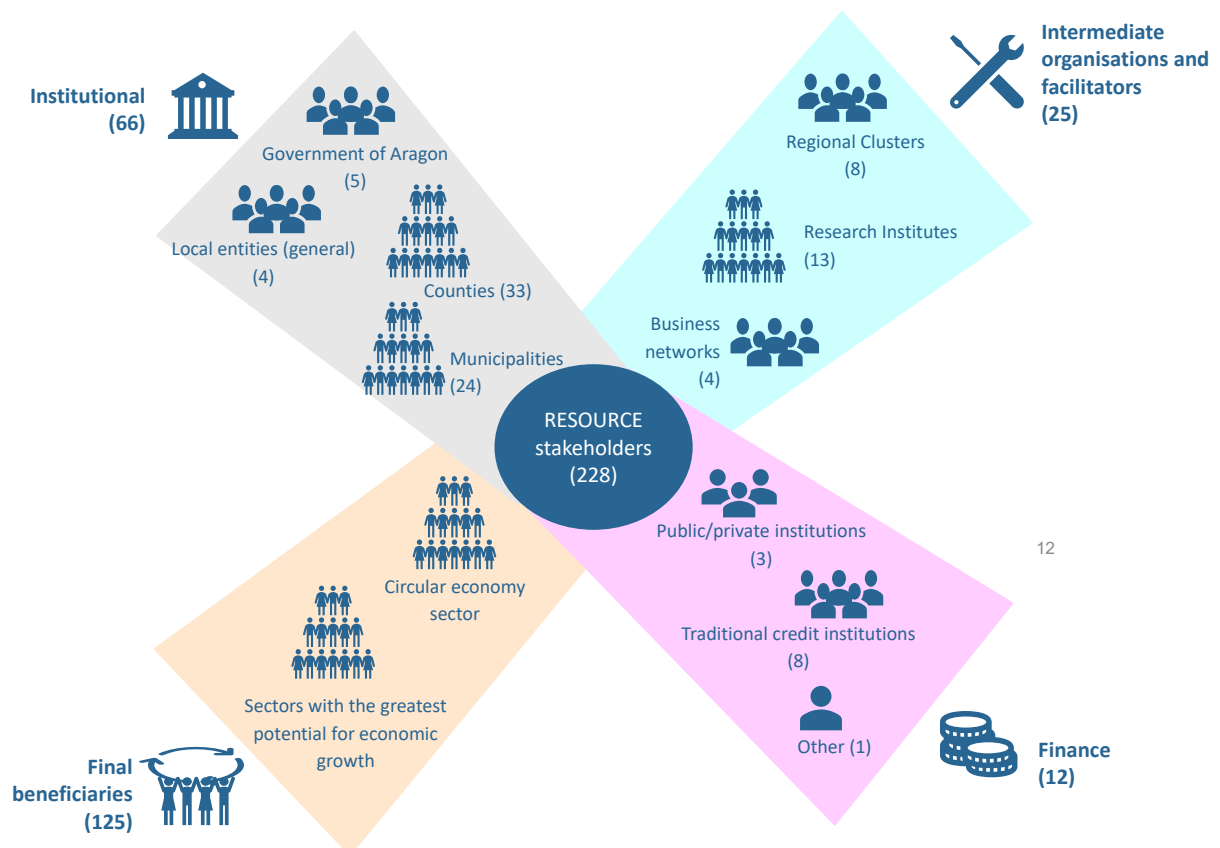 Institutional
(66)
Government of Aragon
(5)
Local entities (general)
(4)
Counties (33)
Municipalities
(24)
Intermediate
organisations and
facilitators
(25)
Regional Clusters
(8)
Research Institutes
(13)
Business
networks
(4)
RESOURCE
stakeholders
(228)
Circular economy
sector
Sectors with the greatest
potential for economic
growth
Final
beneficiaries
(125)
Public/private institutions
(3)
Traditional credit institutions
(8)
Other (1)
Finance
(12)
12